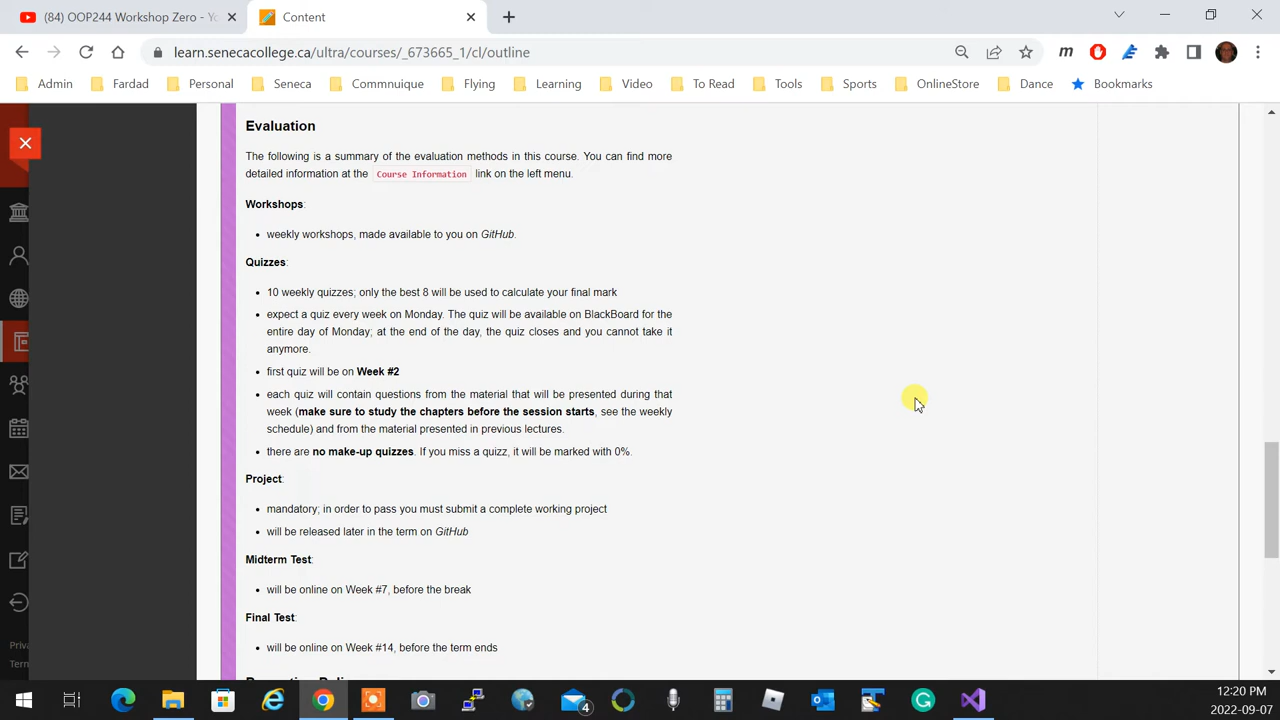 (84) OOP244 Workshop Zero - Yo
Content
learn.senecacollege.ca/ultra/courses/_673665_1/cl/outline
Admin
Fardad
Personal
Seneca
Commnuique
Flying
Learning
Video
To Read
Tools
Sports
OnlineStore
Dance
Bookmarks
Evaluation
The following is a summary of the evaluation methods in this course. You can find more
detailed information at the Course Information link on the left menu.
Workshops:
• weekly workshops, made available to you on GitHub.
Quizzes:
• 10 weekly quizzes; only the best 8 will be used to calculate your final mark
• expect a quiz every week on Monday. The quiz will be available on BlackBoard for the
entire day of Monday; at the end of the day, the quiz closes and you cannot take it
anymore.
• first quiz will be on Week #2
• each quiz will contain questions from the material that will be presented during that
week (make sure to study the chapters before the session starts, see the weekly
schedule) and from the material presented in previous lectures.
• there are no make-up quizzes. If you miss a quizz, it will be marked with 0%.
Project:
• mandatory; in order to pass you must submit a complete working project
• will be released later in the term on GitHub
Midterm Test:
• will be online on Week #7, before the break
Final Test:
• will be online on Week #14, before the term ends
Priva
Term
4
12:20 PM
2022-09-07